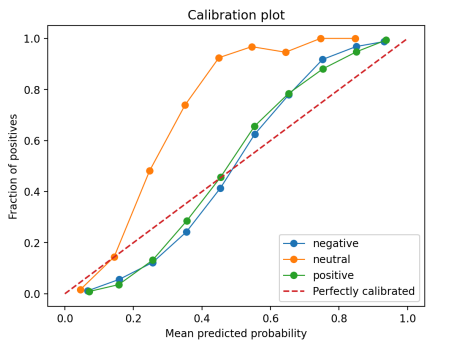 Calibration plot
Fraction of positives
1.0
0.8
0.6
0.4
0.2
0.0
0.0 0.2 0.4 0.6 0.8 1.0
Mean predicted probability
negative
neutral
positive
Perfectly calibrated